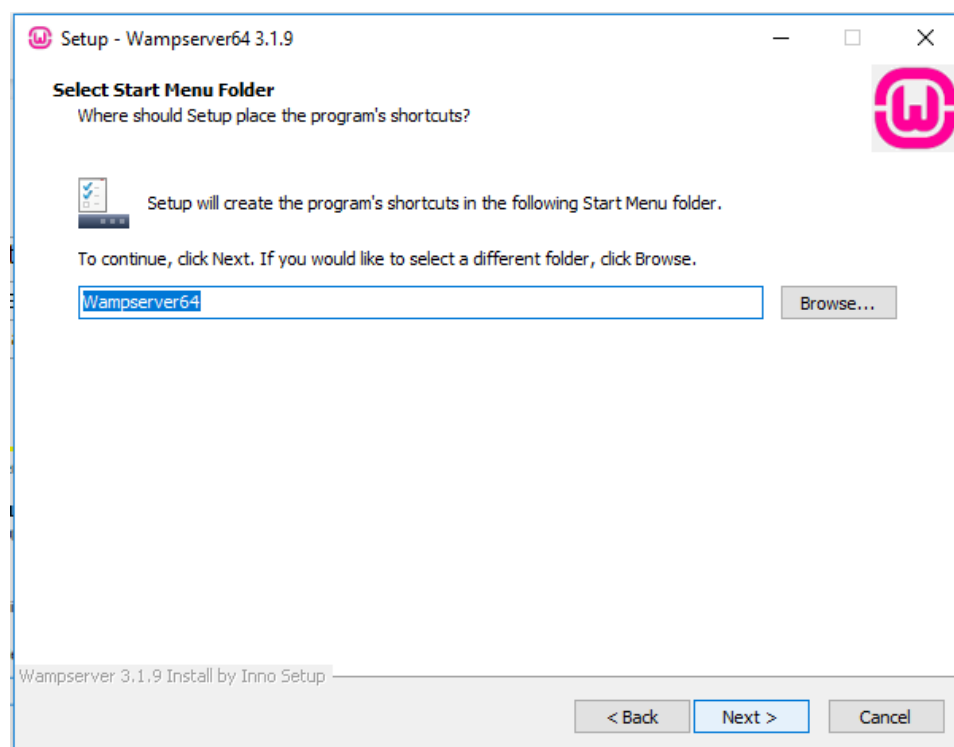 Setup - Wampserver64 3.1.9
Select Start Menu Folder
Where should Setup place the program's shortcuts?
Setup will create the program's shortcuts in the following Start Menu folder.
To continue, click Next. If you would like to select a different folder, click Browse.
Wampserver64
Browse...
Wampserver 3.1.9 Install by Inno Setup
< Back
Next >
Cancel